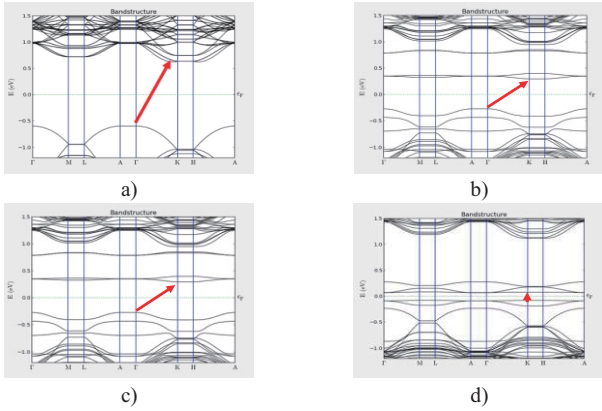 Bandstructure
E (eV)
1.5
1.0
0.5
0.0
−0.5
−1.0
εF
Γ M L A Γ K H A
a)
Bandstructure
E (eV)
1.5
1.0
0.5
0.0
−0.5
−1.0
εF
Γ M L A Γ K H A
b)
Bandstructure
E (eV)
1.5
1.0
0.5
0.0
−0.5
−1.0
εF
Γ M L A Γ K H A
c)
Bandstructure
E (eV)
1.5
1.0
0.5
0.0
−0.5
−1.0
εF
Γ M L A Γ K H A
d)